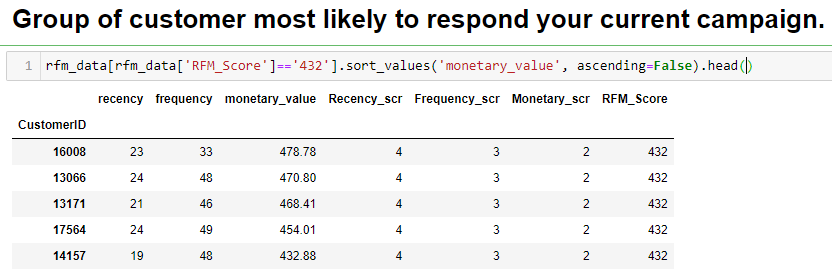 Group of customer most likely to respond your current campaign.
1 rfm_data[rfm_data['RFM_Score']=='432'].sort_values('monetary_value', ascending=False).head()
recency frequency monetary_value Recency_scr Frequency_scr Monetary_scr RFM_Score
CustomerID
16008 23 33 478.78 4 3 2 432
13066 24 48 470.80 4 3 2 432
13171 21 46 468.41 4 3 2 432
17564 24 49 454.01 4 3 2 432
14157 19 48 432.88 4 3 2 432